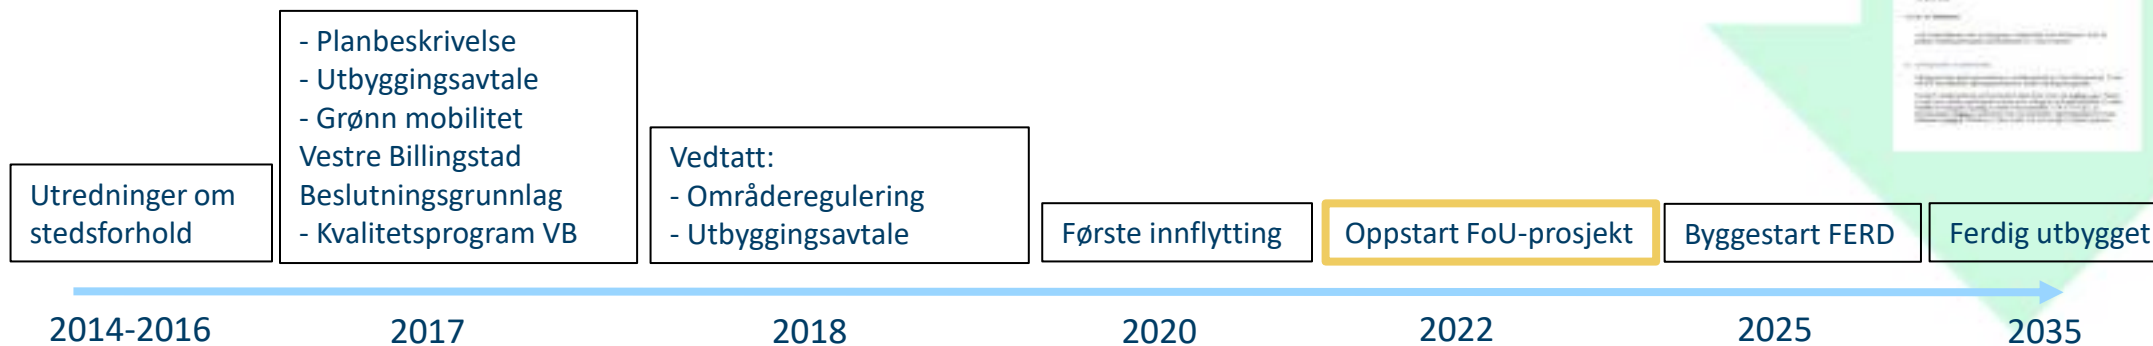 Utredninger om
stedsforhold
- Planbeskrivelse
- Utbyggingsavtale
- Grønn mobilitet
Vestre Billingstad
Beslutningsgrunnlag
- Kvalitetsprogram VB
Vedtatt:
- Områderegulering
- Utbyggingsavtale
Første innflytting
Oppstart FoU-prosjekt
Byggestart FERD
Ferdig utbygget
2014-2016
2017
2018
2020
2022
2025
2035